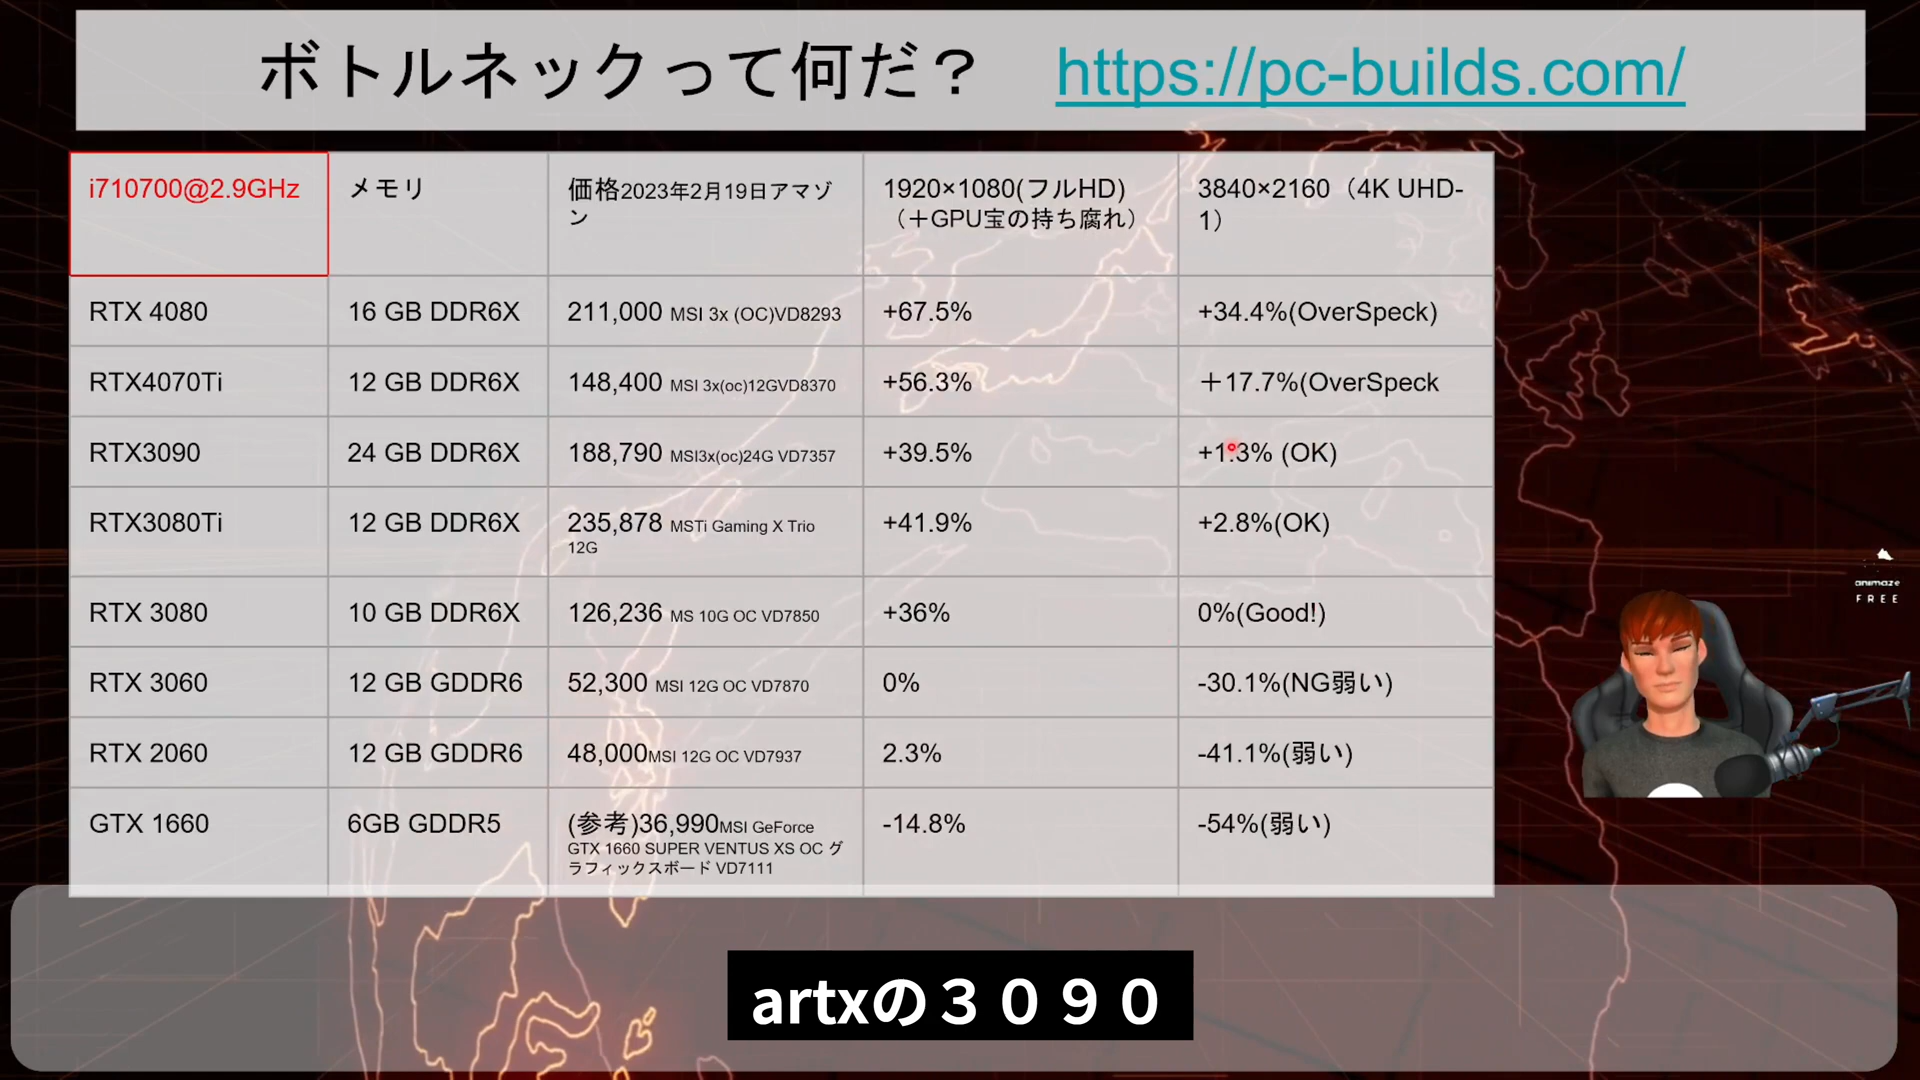 ボトルネックって何だ？ https://pc-builds.com/
i710700@2.9GHz メモリ 価格2023年2月19日アマゾン 1920×1080(フルHD)（＋GPU宝の持ち腐れ） 3840×2160（4K UHD-1）
RTX 4080 16 GB DDR6X 211,000 MSI 3x (OC)VD8293 +67.5% +34.4%(OverSpeck)
RTX4070Ti 12 GB DDR6X 148,400 MSI 3x(oc)12GVD8370 +56.3% ＋17.7%(OverSpeck
RTX3090 24 GB DDR6X 188,790 MSI3x(oc)24G VD7357 +39.5% +1.3% (OK)
RTX3080Ti 12 GB DDR6X 235,878 MSTi Gaming X Trio 12G +41.9% +2.8%(OK)
RTX 3080 10 GB DDR6X 126,236 MS 10G OC VD7850 +36% 0%(Good!)
RTX 3060 12 GB GDDR6 52,300 MSI 12G OC VD7870 0% -30.1%(NG弱い)
RTX 2060 12 GB GDDR6 48,000MSI 12G OC VD7937 2.3% -41.1%(弱い)
GTX 1660 6GB GDDR5 (参考)36,990MSI GeForce GTX 1660 SUPER VENTUS XS OC グラフィックスボード VD7111 -14.8% -54%(弱い)
animaze
FREE
artxの３０９０